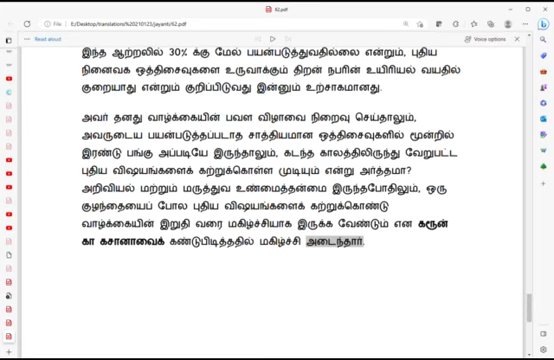 62.pdf
File
E:/Desktop/translations%20210123/jayanti/62.pdf
Read aloud
Voice options
இந்த ஆற்றலில் 30% க்கு மேல் பயன்படுத்துவதில்லை என்றும், புதிய
நினைவக ஒத்திசைவுகளை உருவாக்கும் திறன் நபரின் உயிரியல் வயதில்
குறையாது என்றும் குறிப்பிடுவது இன்னும் உற்சாகமானது.
அவர் தனது வாழ்க்கையின் பவள விழாவை நிறைவு செய்தாலும்,
அவருடைய பயன்படுத்தப்படாத சாத்தியமான ஒத்திசைவுகளில் மூன்றில்
இரண்டு பங்கு அப்படியே இருந்தாலும், கடந்த காலத்திலிருந்து வேறுபட்ட
புதிய விஷயங்களைக் கற்றுக்கொள்ள முடியும் என்று அர்த்தமா?
அறிவியல் மற்றும் மருத்துவ உண்மைத்தன்மை இருந்தபோதிலும், ஒரு
குழந்தையைப் போல புதிய விஷயங்களைக் கற்றுக்கொண்டு
வாழ்க்கையின் இறுதி வரை மகிழ்ச்சியாக இருக்க வேண்டும் என கரூன்
கா கசானாவைக் கண்டுபிடித்ததில் மகிழ்ச்சி அடைந்தார்.